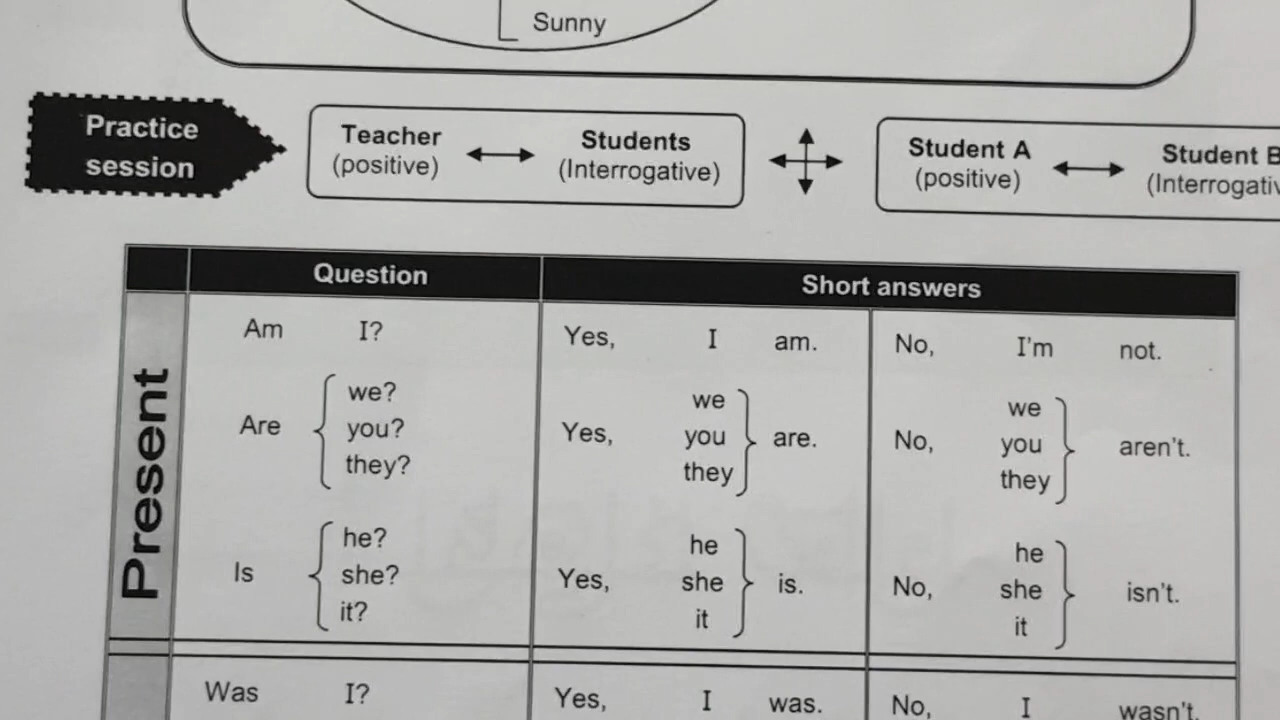 Sunny
Practice session
Teacher
(positive)
Students
(Interrogative)
Student A
(positive)
Student B
Question
Short answers
Present
Am I?
Yes, I am.
No, I'm not.
Are
we?
you?
they?
Yes,
we
you
they
are.
No,
we
you
they
aren't.
Is
he?
she?
it?
Yes,
he
she
it
is.
No,
he
she
it
isn't.
Was I?
Yes, I was.
No, I wasn't.